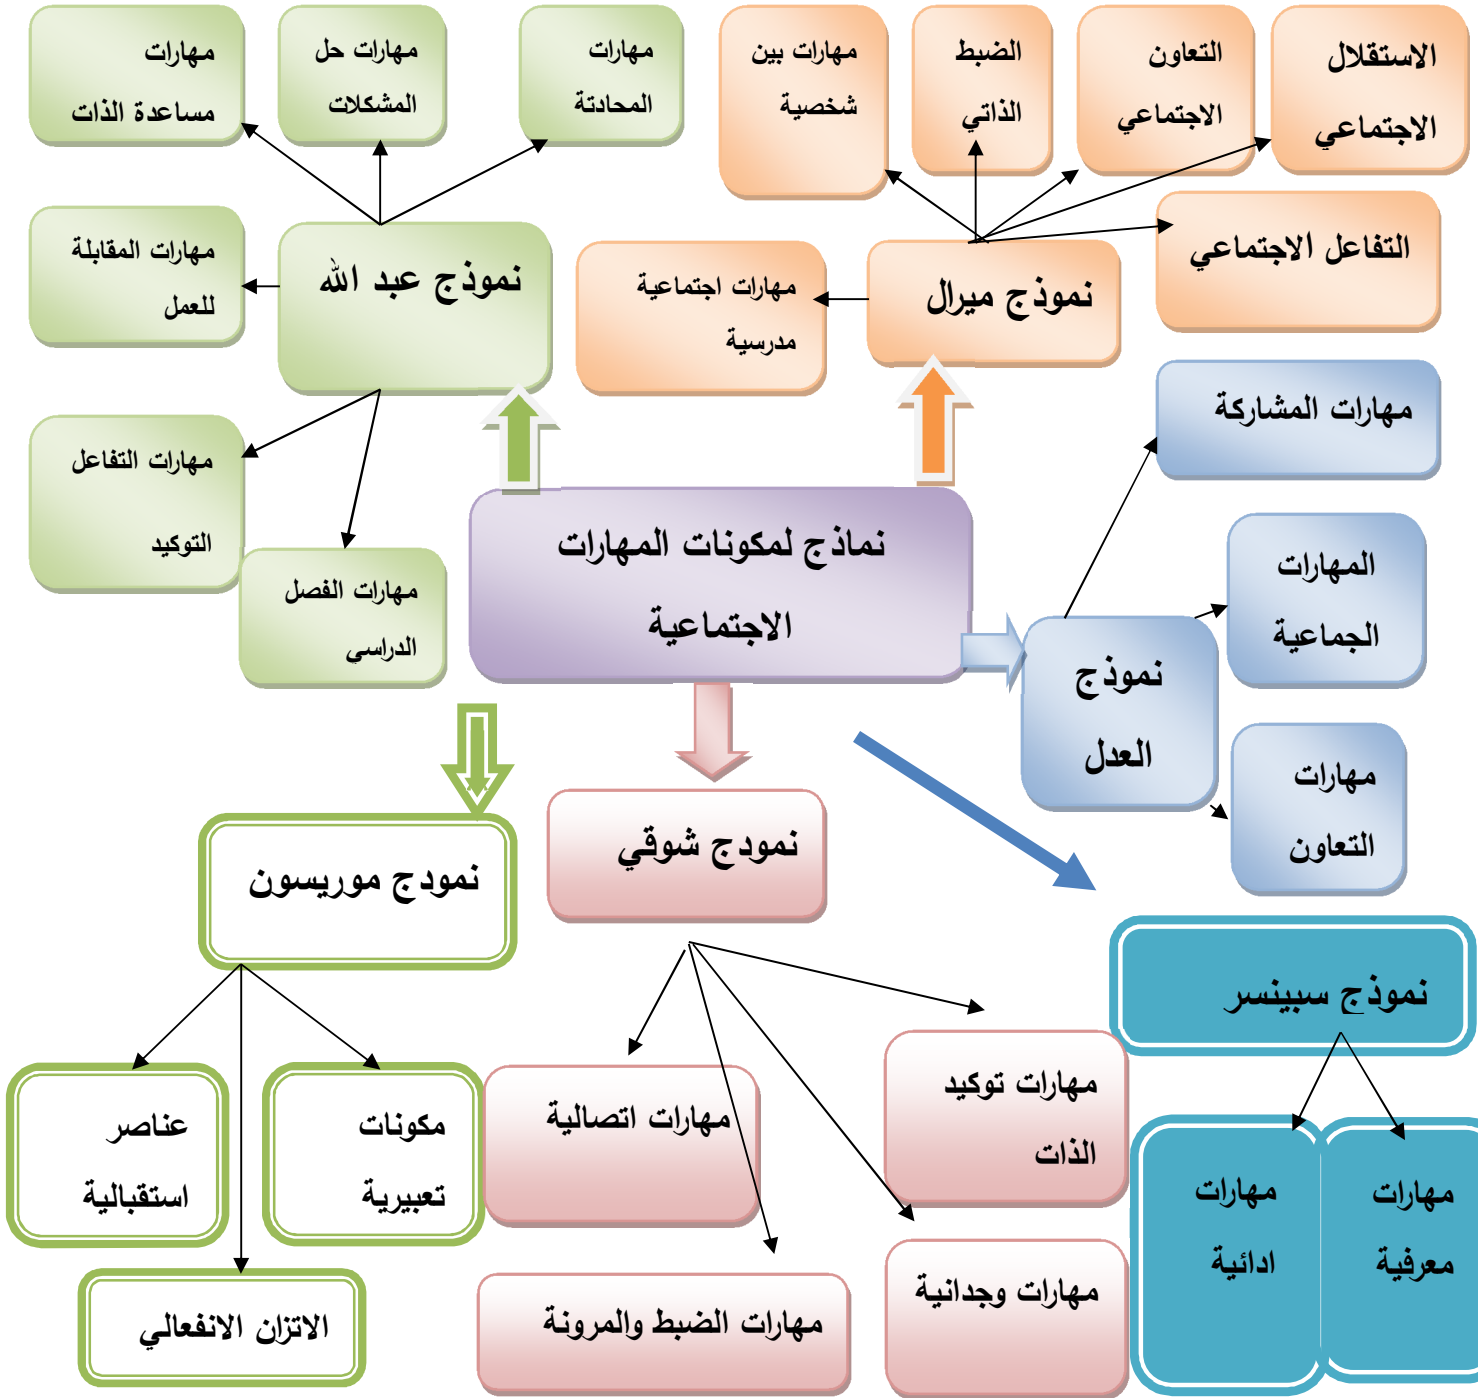 الاستقلال
الاجتماعي
التعاون
الاجتماعي
الضبط
الذاتي
مهارات بين
شخصية
مهارات
المحادتة
مهارات حل
المشكلات
مهارات
مساعدة الذات
التفاعل الاجتماعي
نموذج ميرال
مهارات اجتماعية
مدرسية
نموذج عبد الله
مهارات المقابلة
للعمل
مهارات المشاركة
مهارات التفاعل
التوكيد
مهارات الفصل
الدراسي
نماذج لمكونات المهارات
الاجتماعية
المهارات
الجماعية
نموذج
العدل
مهارات
التعاون
نمودج شوقي
نمودج موريسون
نموذج سبينسر
مهارات توكيد
الذات
مهارات اتصالية
مكونات
تعبيرية
عناصر
استقبالية
مهارات
معرفية
مهارات
ادائية
مهارات وجدانية
مهارات الضبط والمرونة
الاتزان الانفعالي